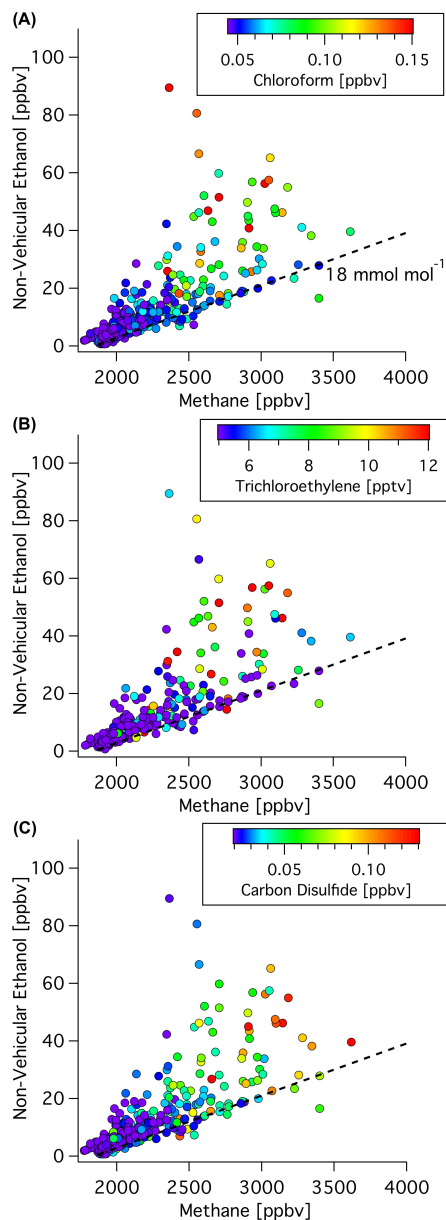 (A)
0.05 0.10 0.15
Chloroform [ppbv]
100
80
60
40
20
0
Non-Vehicular Ethanol [ppbv]
18 mmol mol⁻¹
2000 2500 3000 3500 4000
Methane [ppbv]
(B)
6 8 10 12
Trichloroethylene [pptv]
100
80
60
40
20
0
Non-Vehicular Ethanol [ppbv]
2000 2500 3000 3500 4000
Methane [ppbv]
(C)
0.05 0.10
Carbon Disulfide [ppbv]
100
80
60
40
20
0
Non-Vehicular Ethanol [ppbv]
2000 2500 3000 3500 4000
Methane [ppbv]